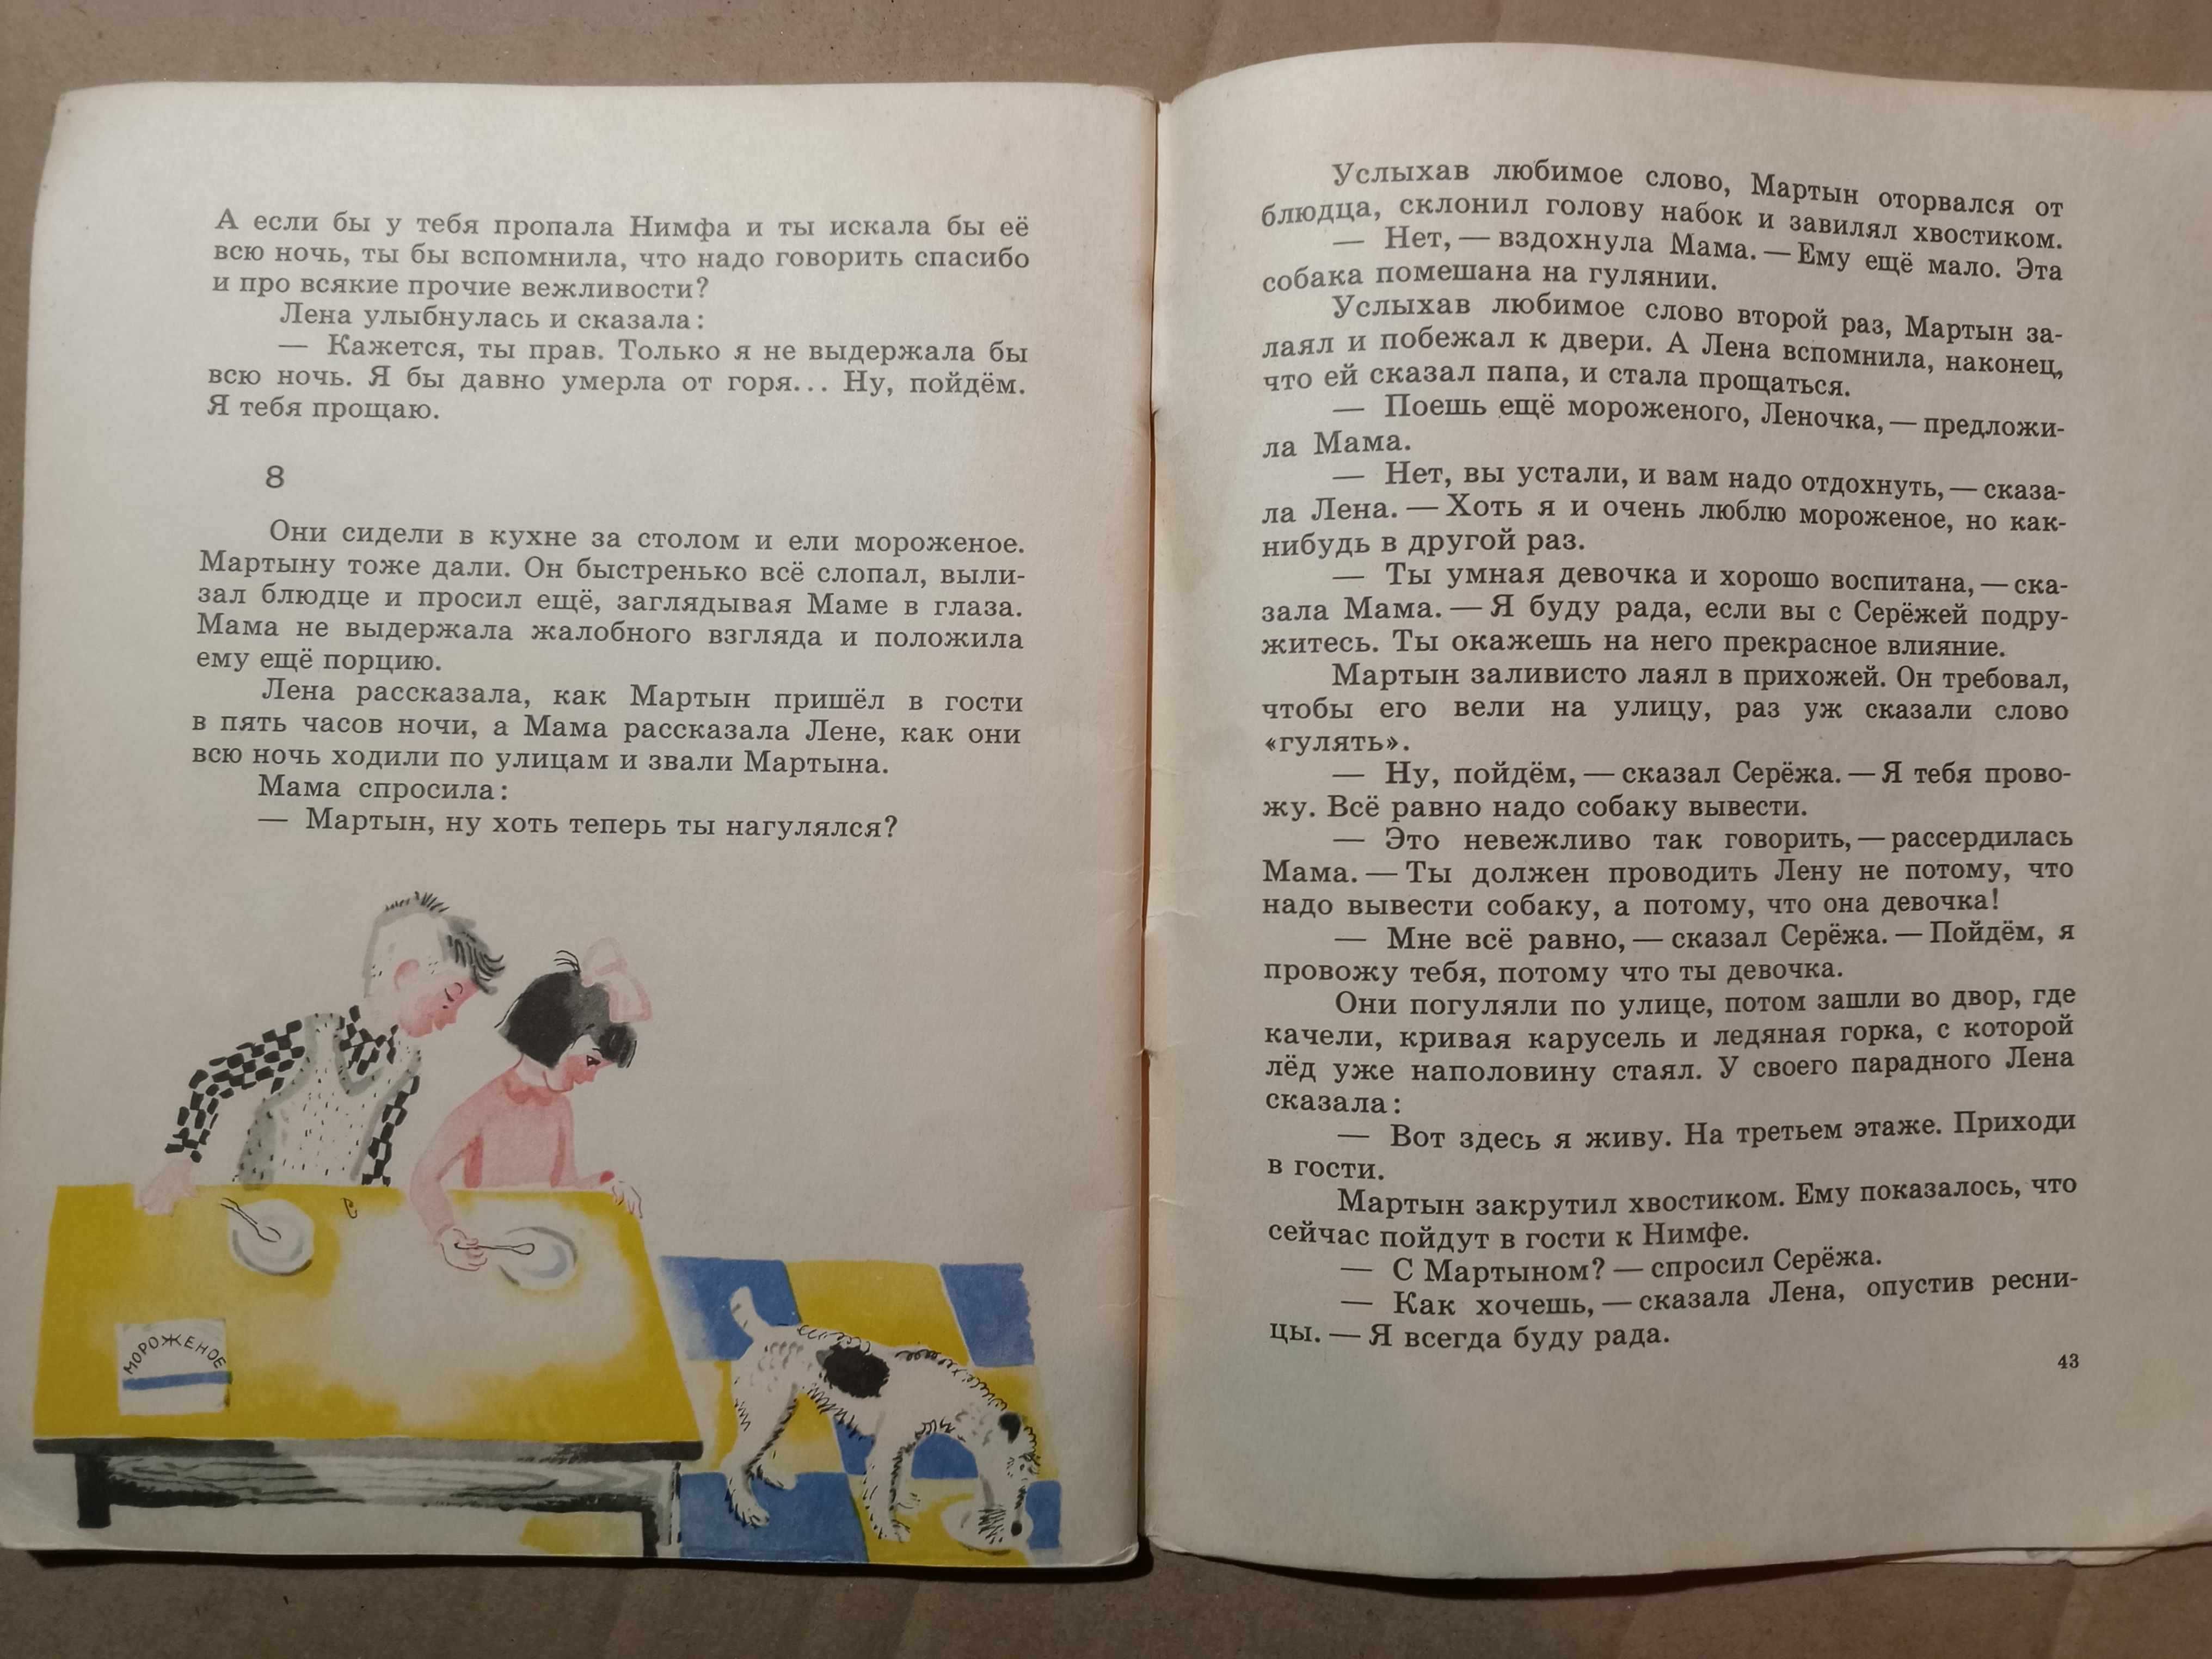 А если бы у тебя пропала Нимфа и ты искала бы её
всю ночь, ты бы вспомнила, что надо говорить спасибо
и про всякие прочие вежливости?
Лена улыбнулась и сказала:
— Кажется, ты прав. Только я не выдержала бы
всю ночь. Я бы давно умерла от горя... Ну, пойдём.
Я тебя прощаю.
8
Они сидели в кухне за столом и ели мороженое.
Мартыну тоже дали. Он быстренько всё слопал, выли-
зал блюдце и просил ещё, заглядывая Маме в глаза.
Мама не выдержала жалобного взгляда и положила
ему ещё порцию.
Лена рассказала, как Мартын пришёл в гости
в пять часов ночи, а Мама рассказала Лене, как они
всю ночь ходили по улицам и звали Мартына.
Мама спросила:
— Мартын, ну хоть теперь ты нагулялся?
МОРОЖЕНОЕ
Услыхав любимое слово, Мартын оторвался от
блюдца, склонил голову набок и завилял хвостиком.
— Нет, — вздохнула Мама. — Ему ещё мало. Эта
собака помешана на гулянии.
Услыхав любимое слово второй раз, Мартын за-
лаял и побежал к двери. А Лена вспомнила, наконец,
что ей сказал папа, и стала прощаться.
— Поешь ещё мороженого, Леночка, — предложи-
ла Мама.
— Нет, вы устали, и вам надо отдохнуть, — сказа-
ла Лена. — Хоть я и очень люблю мороженое, но как-
нибудь в другой раз.
— Ты умная девочка и хорошо воспитана, — ска-
зала Мама. — Я буду рада, если вы с Серёжей подру-
житесь. Ты окажешь на него прекрасное влияние.
Мартын заливисто лаял в прихожей. Он требовал,
чтобы его вели на улицу, раз уж сказали слово
«гулять».
— Ну, пойдём, — сказал Серёжа. — Я тебя прово-
жу. Всё равно надо собаку вывести.
— Это невежливо так говорить, — рассердилась
Мама. — Ты должен проводить Лену не потому, что
надо вывести собаку, а потому, что она девочка!
— Мне всё равно, — сказал Серёжа. — Пойдём, я
провожу тебя, потому что ты девочка.
Они погуляли по улице, потом зашли во двор, где
качели, кривая карусель и ледяная горка, с которой
лёд уже наполовину стаял. У своего парадного Лена
сказала:
— Вот здесь я живу. На третьем этаже. Приходи
в гости.
Мартын закрутил хвостиком. Ему показалось, что
сейчас пойдут в гости к Нимфе.
— С Мартыном? — спросил Серёжа.
— Как хочешь, — сказала Лена, опустив ресни-
цы. — Я всегда буду рада.
43